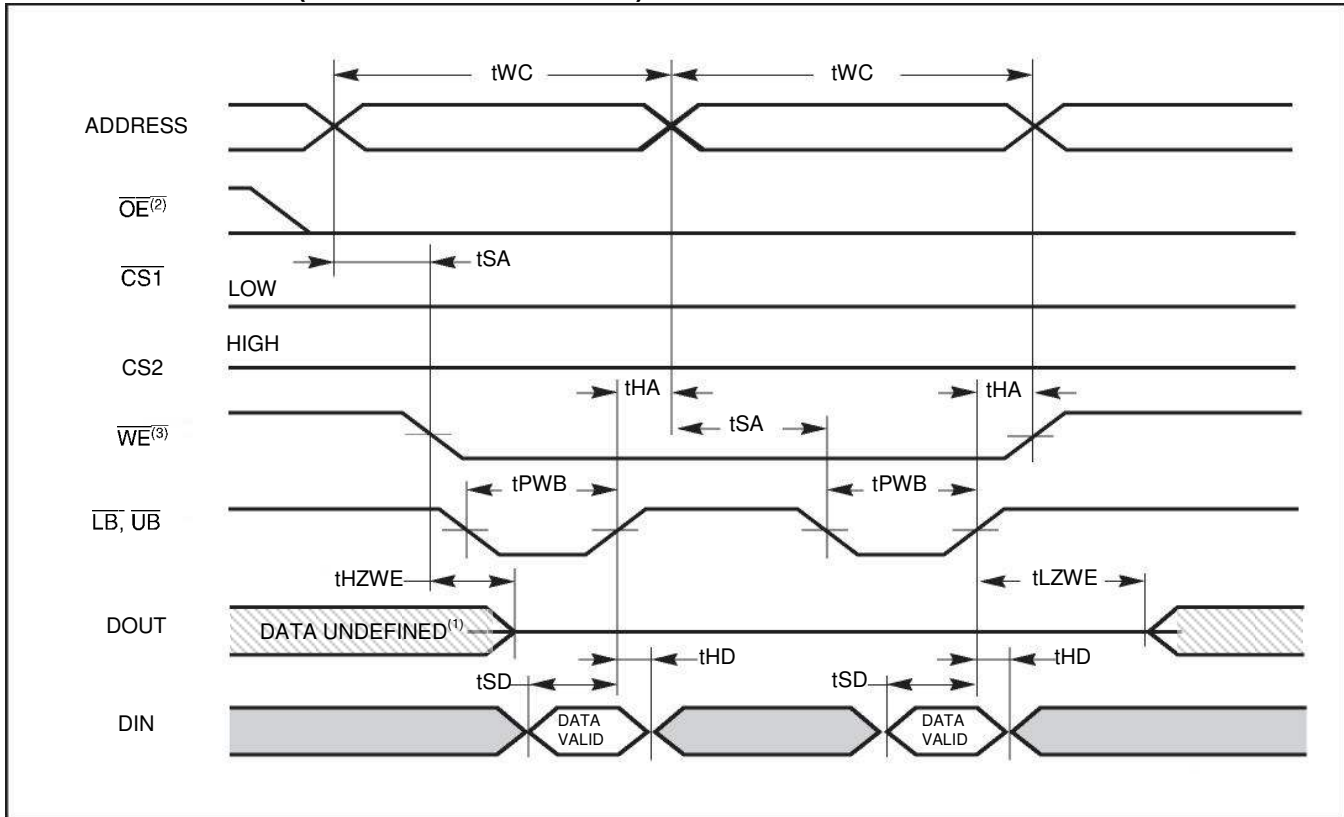 tWC tWC
ADDRESS
OE(2)
tSA
CS1
LOW
HIGH
CS2
tHA tHA
WE(3)
tSA
tPWB tPWB
LB, UB
tHZWE tLZWE
DOUT
DATA UNDEFINED(1)
tHD tHD
tSD tSD
DIN
DATA VALID
DATA VALID